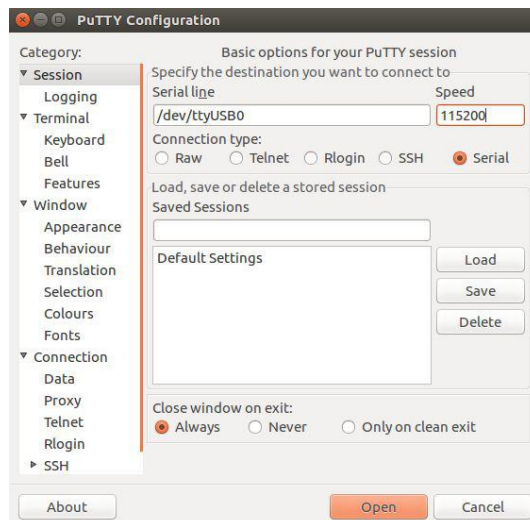 PuTTY Configuration
Category:
Session
Logging
Terminal
Keyboard
Bell
Features
Window
Appearance
Behaviour
Translation
Selection
Colours
Fonts
Connection
Data
Proxy
Telnet
Rlogin
SSH
Basic options for your PuTTY session
Specify the destination you want to connect to
Serial line Speed
/dev/ttyUSB0 115200
Connection type:
Raw Telnet Rlogin SSH Serial
Load, save or delete a stored session
Saved Sessions
Default Settings
Load
Save
Delete
Close window on exit:
Always Never Only on clean exit
About Open Cancel